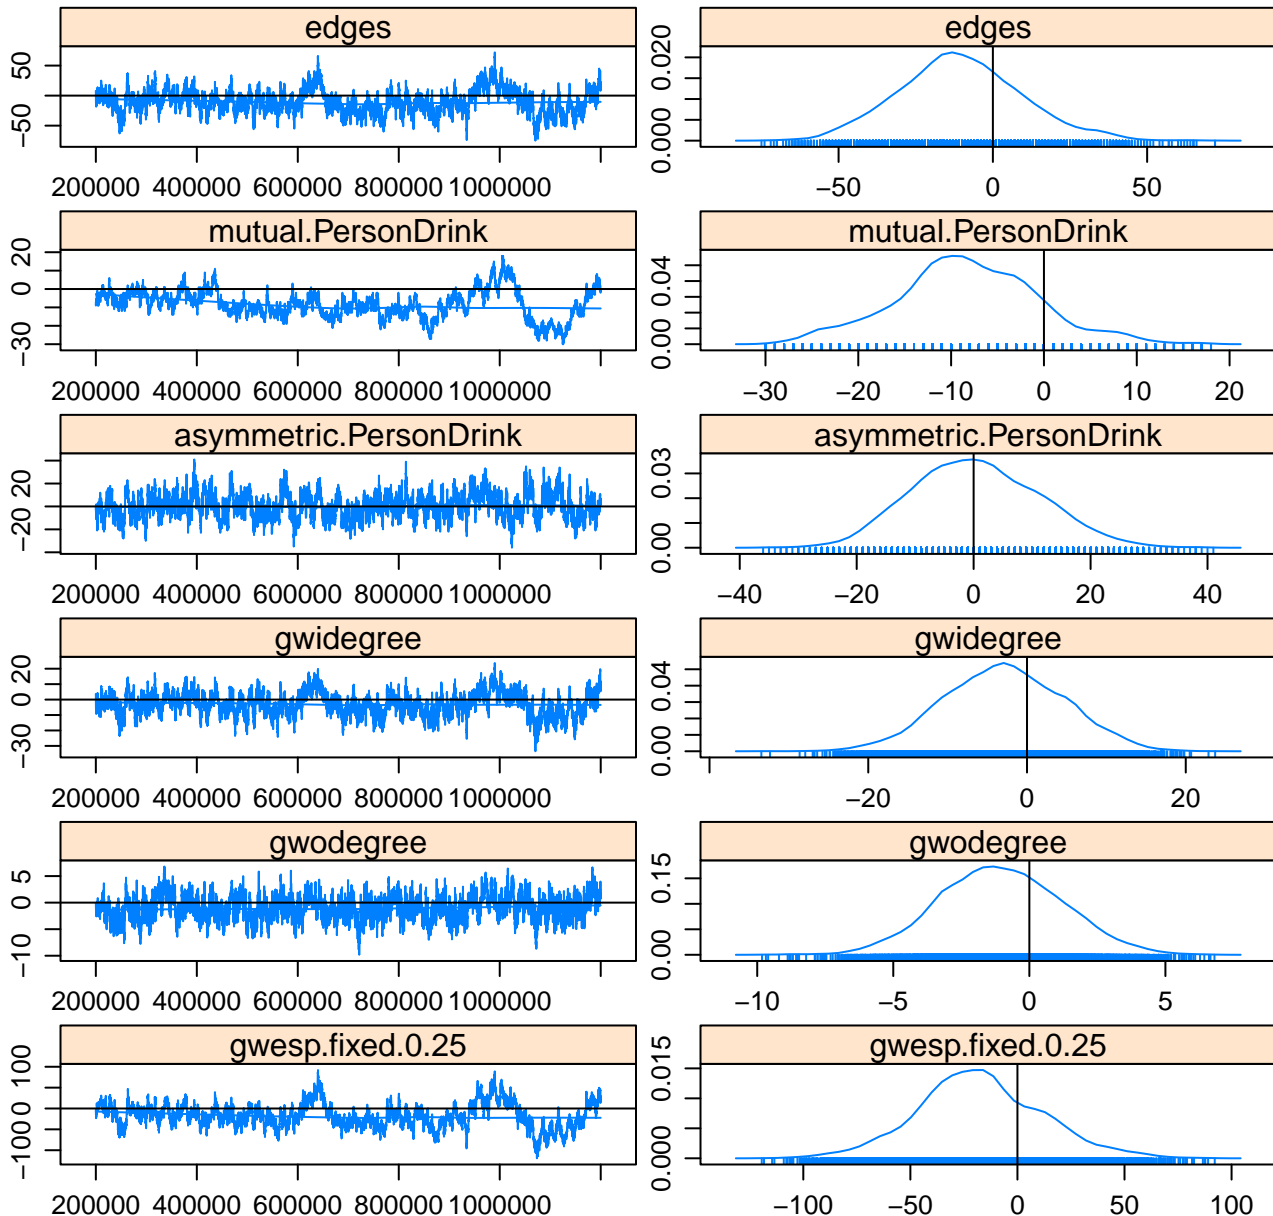 edges
50
−50
200000 400000 600000 800000 1000000
edges
0.020
0.000
−50 0 50
mutual.PersonDrink
20
0
−30
200000 400000 600000 800000 1000000
mutual.PersonDrink
0.04
0.00
−30 −20 −10 0 10 20
asymmetric.PersonDrink
20
−20
200000 400000 600000 800000 1000000
asymmetric.PersonDrink
0.03
0.00
−40 −20 0 20 40
gwidegree
20
0
−30
200000 400000 600000 800000 1000000
gwidegree
0.04
0.00
−20 0 20
gwodegree
5
0
−10
200000 400000 600000 800000 1000000
gwodegree
0.15
0.00
−10 −5 0 5
gwesp.fixed.0.25
100
0
−100
200000 400000 600000 800000 1000000
gwesp.fixed.0.25
0.015
0.000
−100 −50 0 50 100